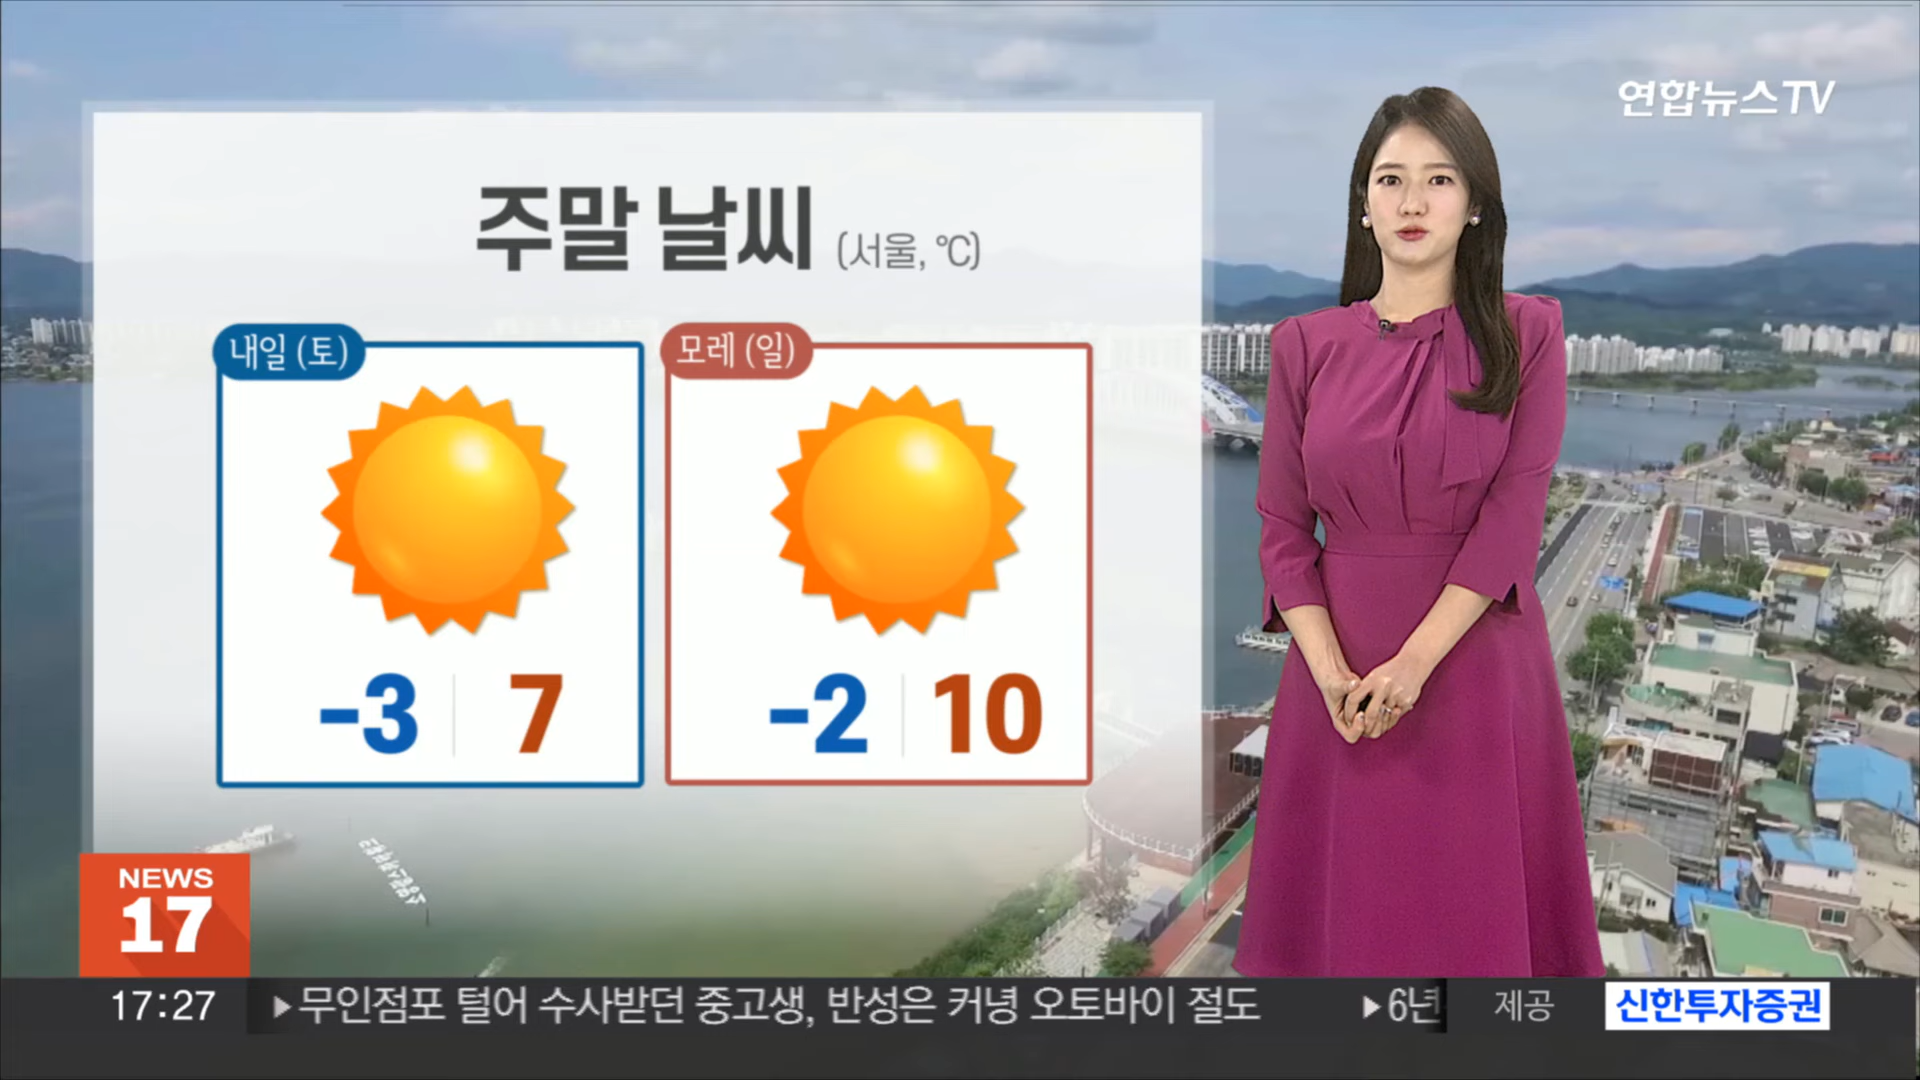 연합뉴스TV
주말 날씨 (서울, ℃)
내일 (토)
모레 (일)
-3 7
-2 10
NEWS
17
17:27
▶무인점포 털어 수사받던 중고생, 반성은 커녕 오토바이 절도 ▶6년
제공 신한투자증권